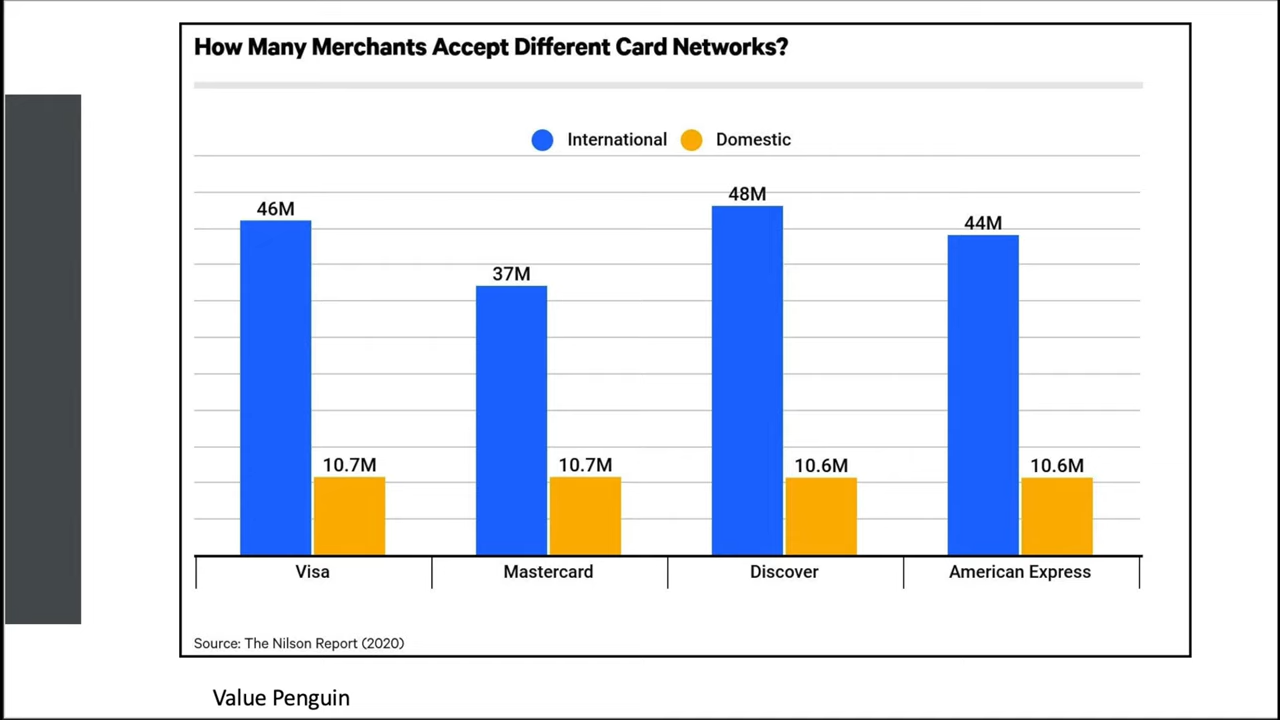 How Many Merchants Accept Different Card Networks?
International Domestic
46M
37M
48M
44M
10.7M
10.7M
10.6M
10.6M
Visa
Mastercard
Discover
American Express
Source: The Nilson Report (2020)
Value Penguin